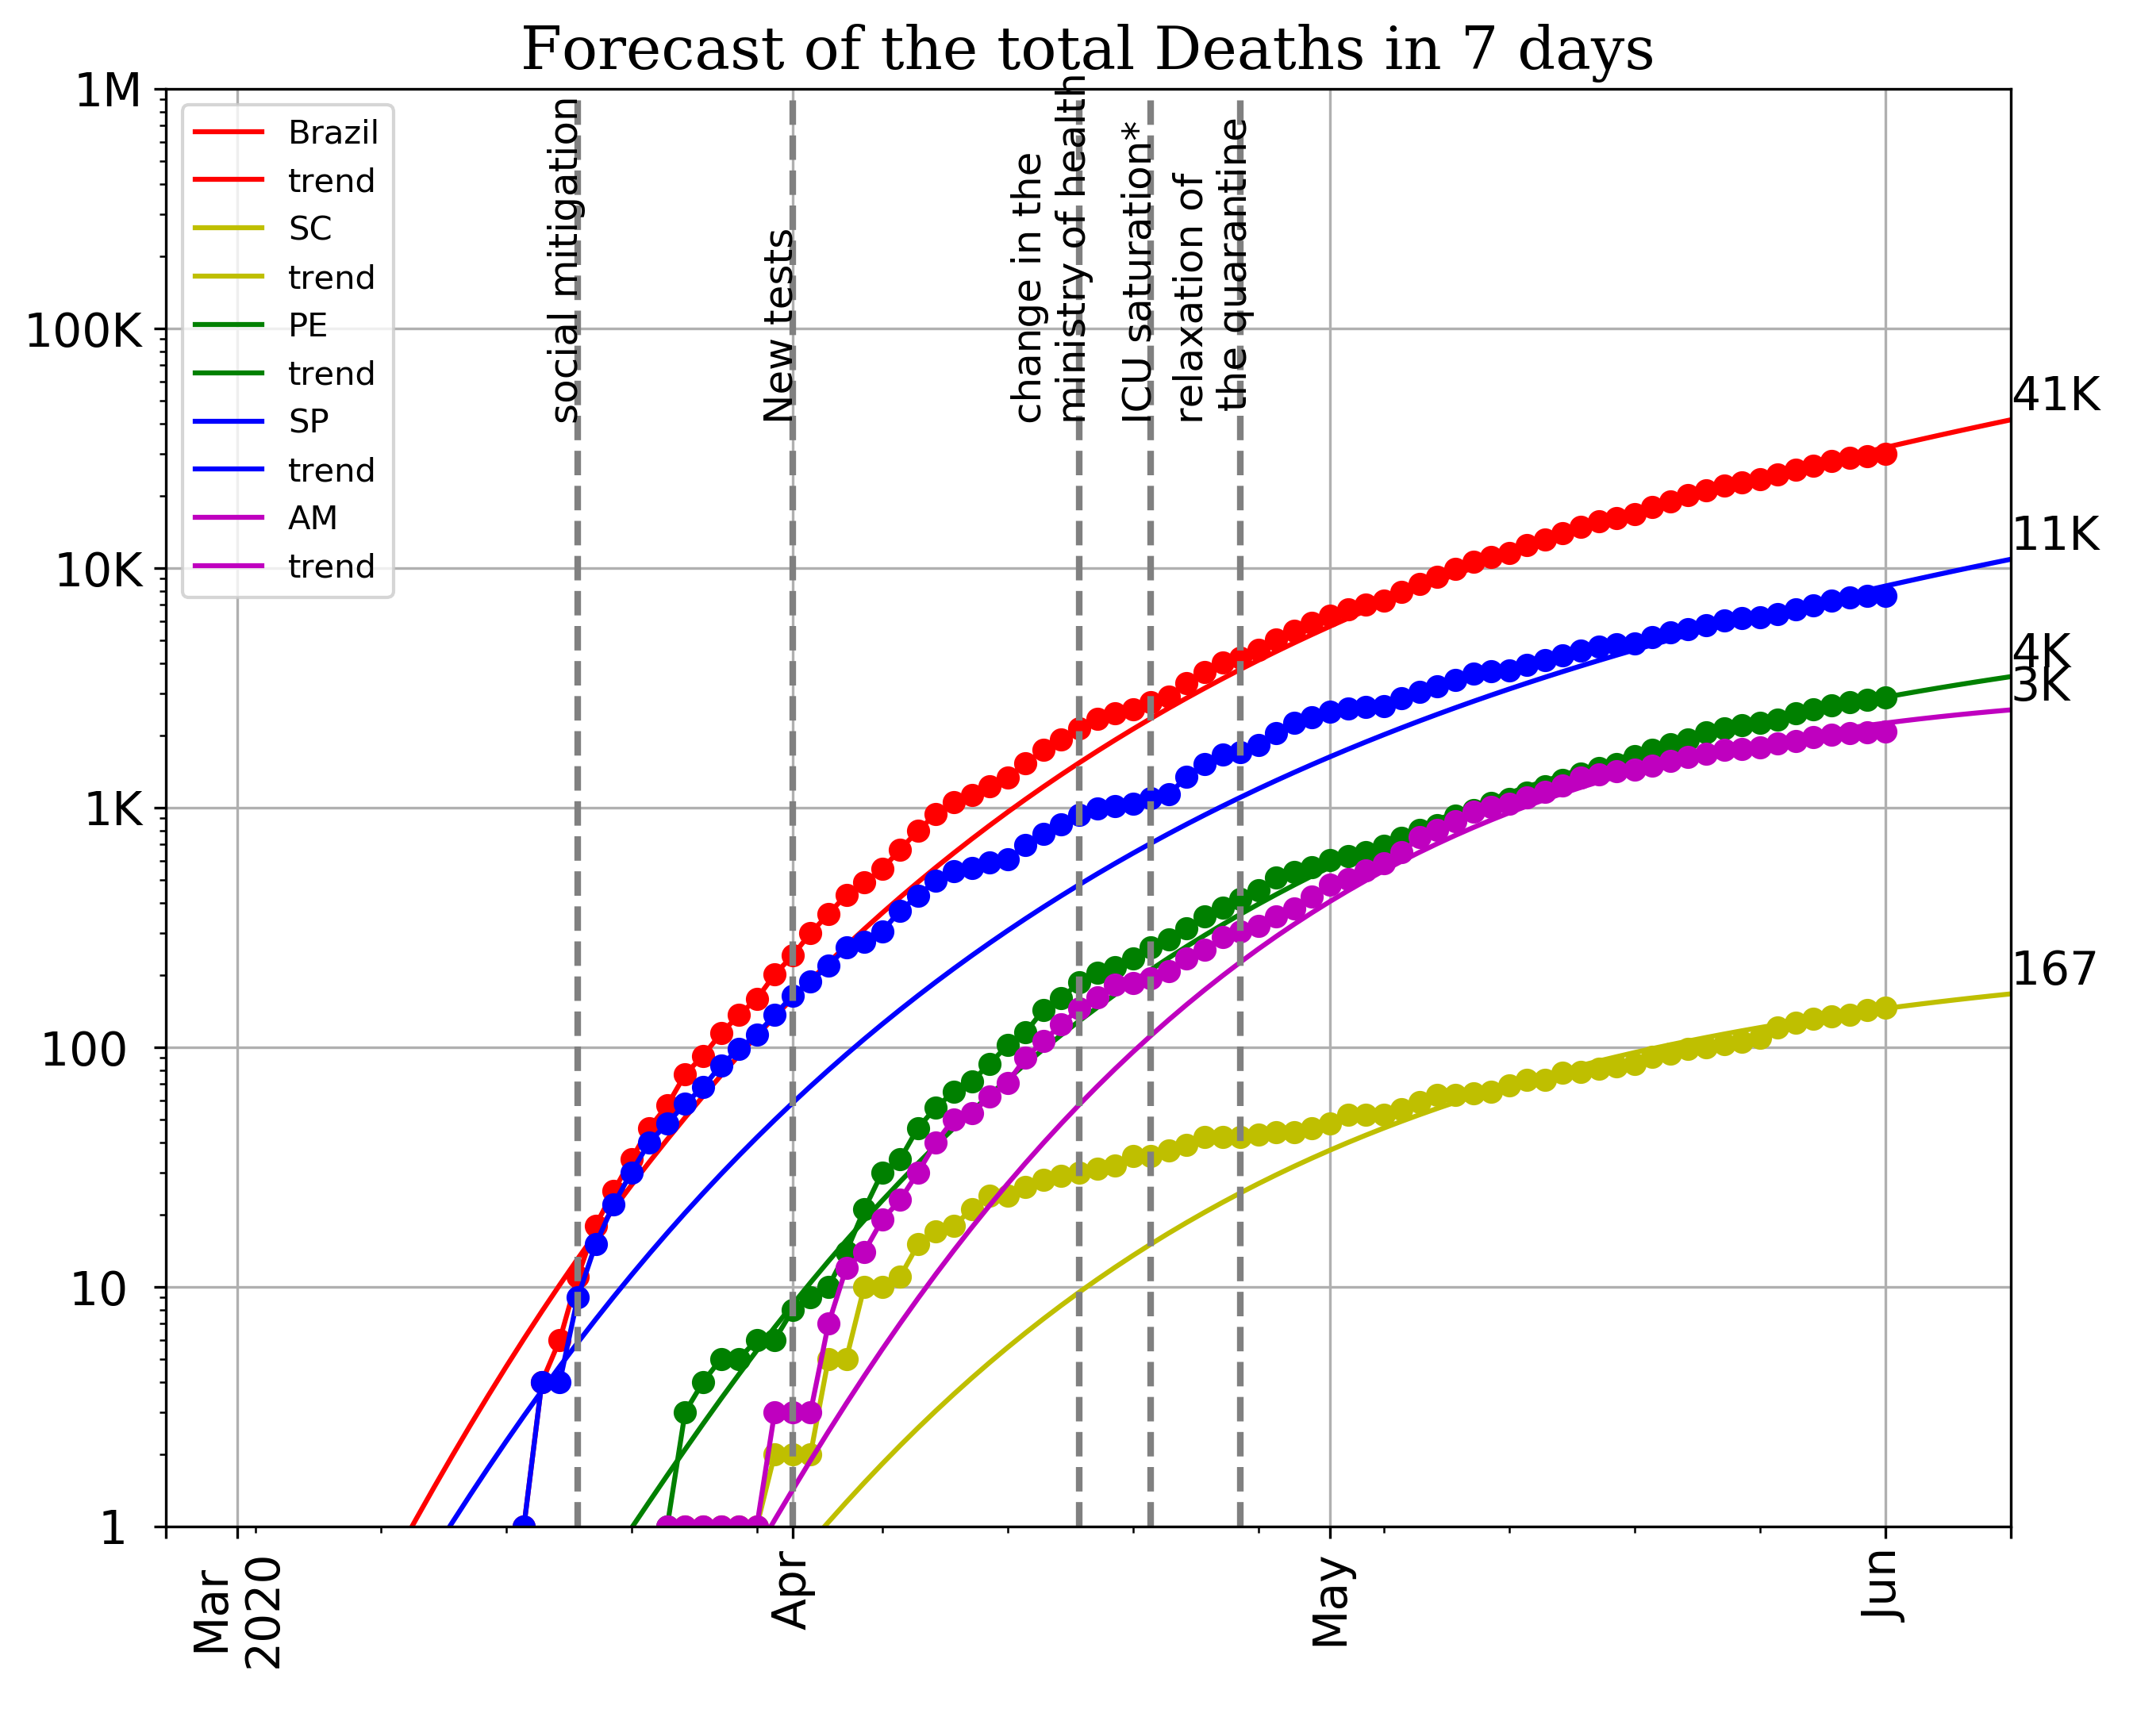 Forecast of the total Deaths in 7 days
1M
100K
10K
1K
100
10
1
Brazil
trend
SC
trend
PE
trend
SP
trend
AM
trend
social mitigation
New tests
change in the
ministry of health
ICU saturation*
relaxation of
the quarantine
41K
11K
4K
3K
167
Mar
2020
Apr
May
Jun